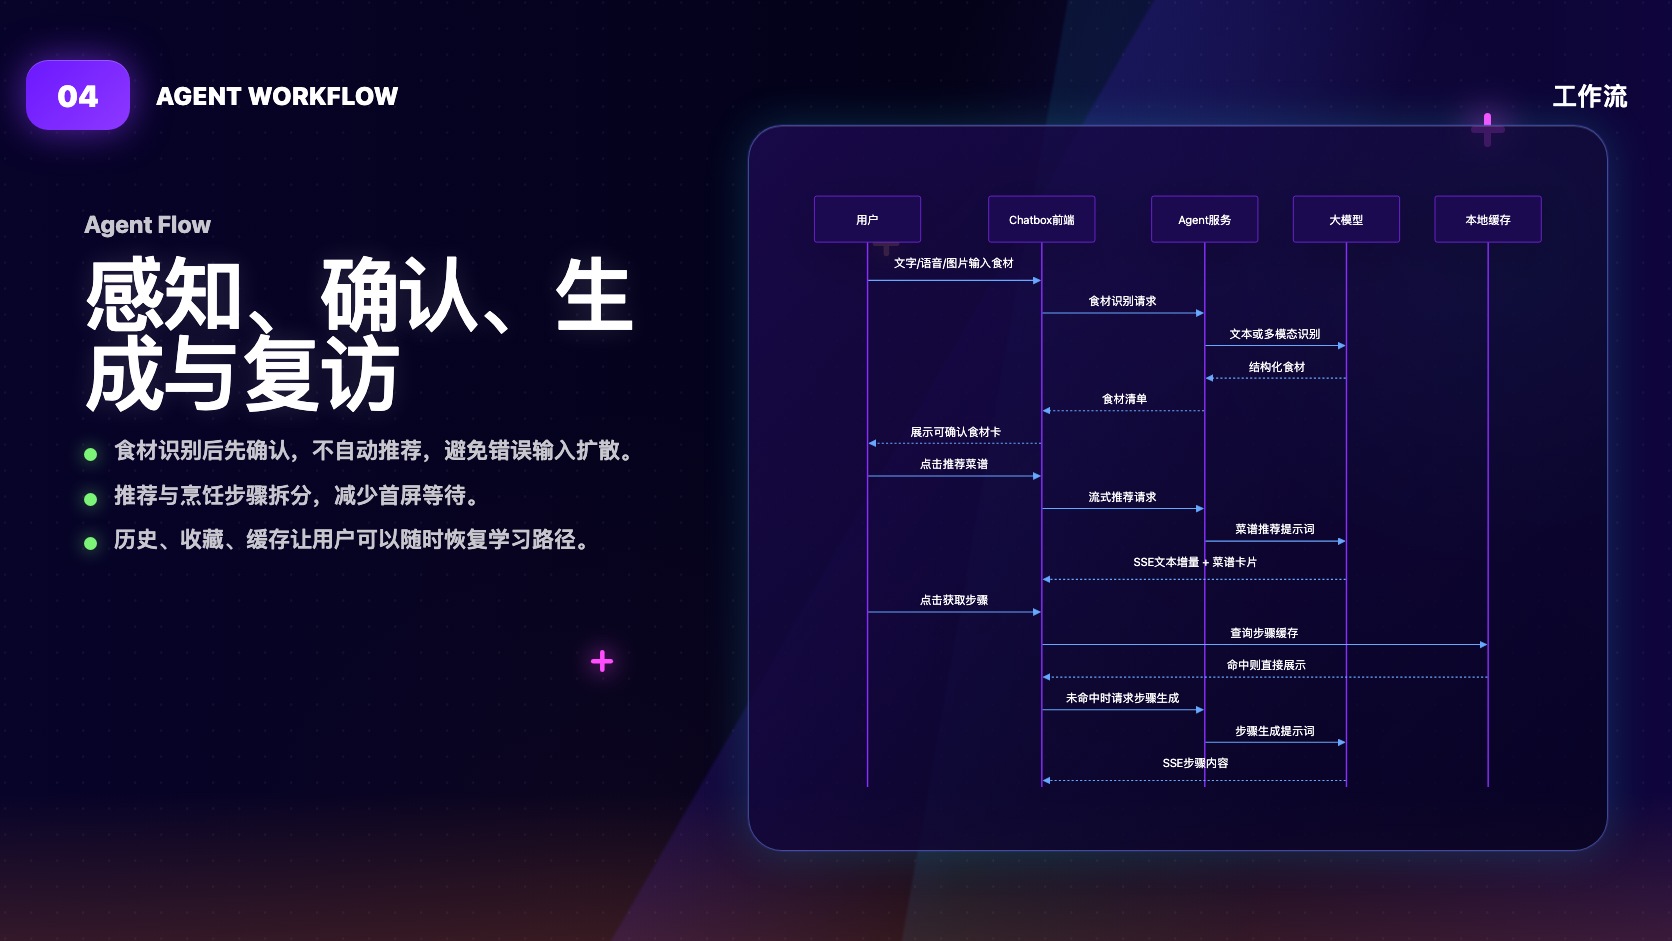 04
AGENT WORKFLOW
工作流
Agent Flow
感知、确认、生
成与复访
食材识别后先确认，不自动推荐，避免错误输入扩散。
推荐与烹饪步骤拆分，减少首屏等待。
历史、收藏、缓存让用户可以随时恢复学习路径。
用户
Chatbox前端
Agent服务
大模型
本地缓存
文字/语音/图片输入食材
食材识别请求
文本或多模态识别
结构化食材
食材清单
展示可确认食材卡
点击推荐菜谱
流式推荐请求
菜谱推荐提示词
SSE文本增量 + 菜谱卡片
点击获取步骤
查询步骤缓存
命中则直接展示
未命中时请求步骤生成
步骤生成提示词
SSE步骤内容